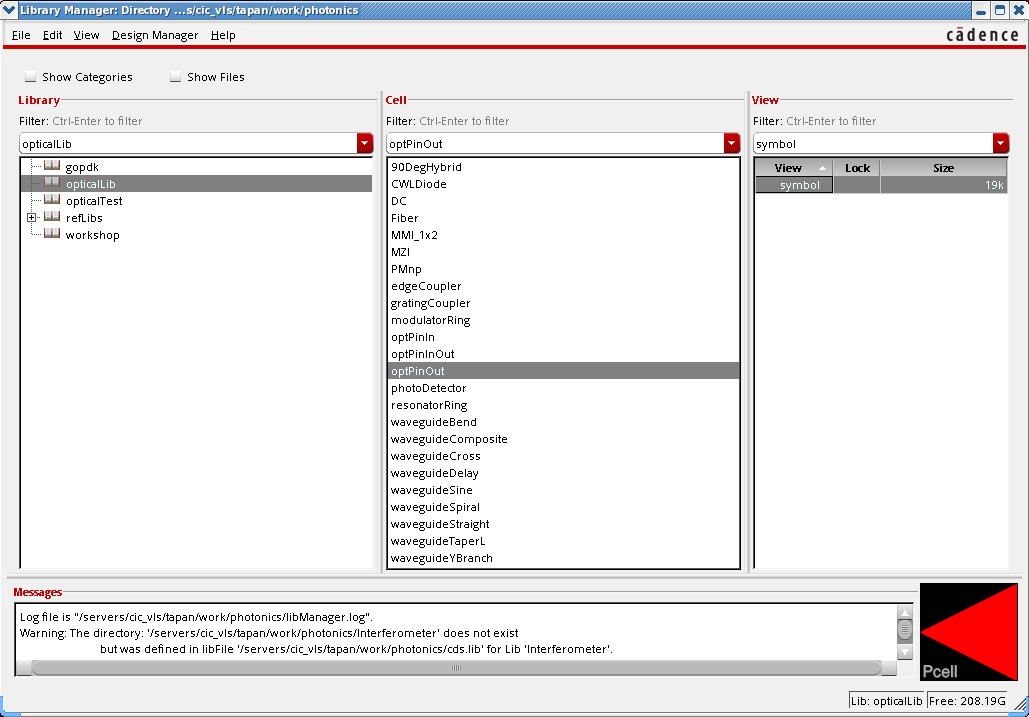 Library Manager: Directory ...s/cic_vls/tapan/work/photonics
File Edit View Design Manager Help
cādence
Show Categories Show Files
Library
Filter: Ctrl-Enter to filter
opticalLib
gopdk
opticalLib
opticalTest
refLibs
workshop
Cell
Filter: Ctrl-Enter to filter
optPinOut
90DegHybrid
CWLDiode
DC
Fiber
MMI_1x2
MZI
PMnp
edgeCoupler
gratingCoupler
modulatorRing
optPinIn
optPinInOut
optPinOut
photoDetector
resonatorRing
waveguideBend
waveguideComposite
waveguideCross
waveguideDelay
waveguideSine
waveguideSpiral
waveguideStraight
waveguideTaperL
waveguideYBranch
View
Filter: Ctrl-Enter to filter
symbol
View Lock Size
symbol 19k
Messages
Log file is "/servers/cic_vls/tapan/work/photonics/libManager.log".
Warning: The directory: '/servers/cic_vls/tapan/work/photonics/Interferometer' does not exist
but was defined in libFile '/servers/cic_vls/tapan/work/photonics/cds.lib' for Lib 'Interferometer'.
Pcell
Lib: opticalLib Free: 208.19G